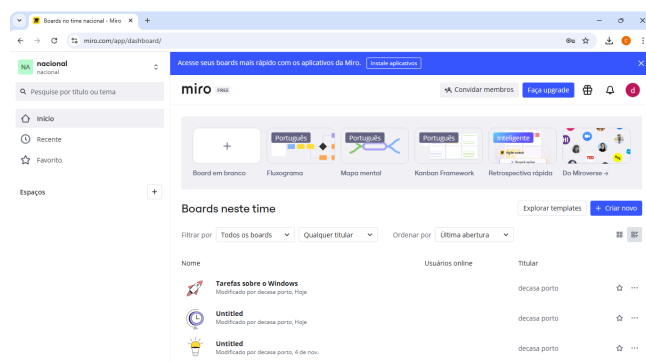 Boards no time nacional - Miro
miro.com/app/dashboard/
NA nacional
nacional
Acesse seus boards mais rápido com os aplicativos da Miro. Instale aplicativos
Pesquise por título ou tema
miro FREE
Convidar membros Faça upgrade d
Início
Recente
Favorito
Espaços
Português Português Português Inteligente
Board em branco Fluxograma Mapa mental Kanban Framework Retrospectiva rápida Do Miroverse →
Boards neste time
Explorar templates + Criar novo
Filtrar por Todos os boards Qualquer titular Ordenar por Última abertura
Nome Usuários online Titular
Tarefas sobre o Windows
Modificado por decasa porto, Hoje
decasa porto
Untitled
Modificado por decasa porto, Hoje
decasa porto
Untitled
Modificado por decasa porto, 4 de nov.
decasa porto